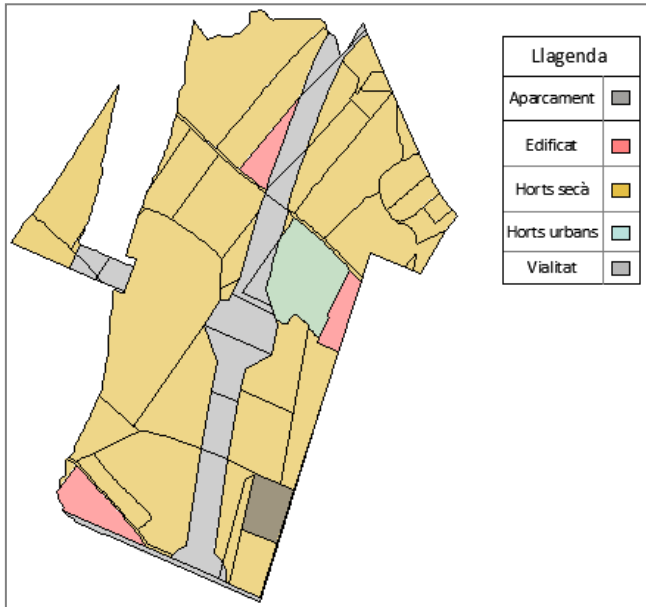 Llagenda
Aparcament
Edificat
Horts secà
Horts urbans
Vialitat